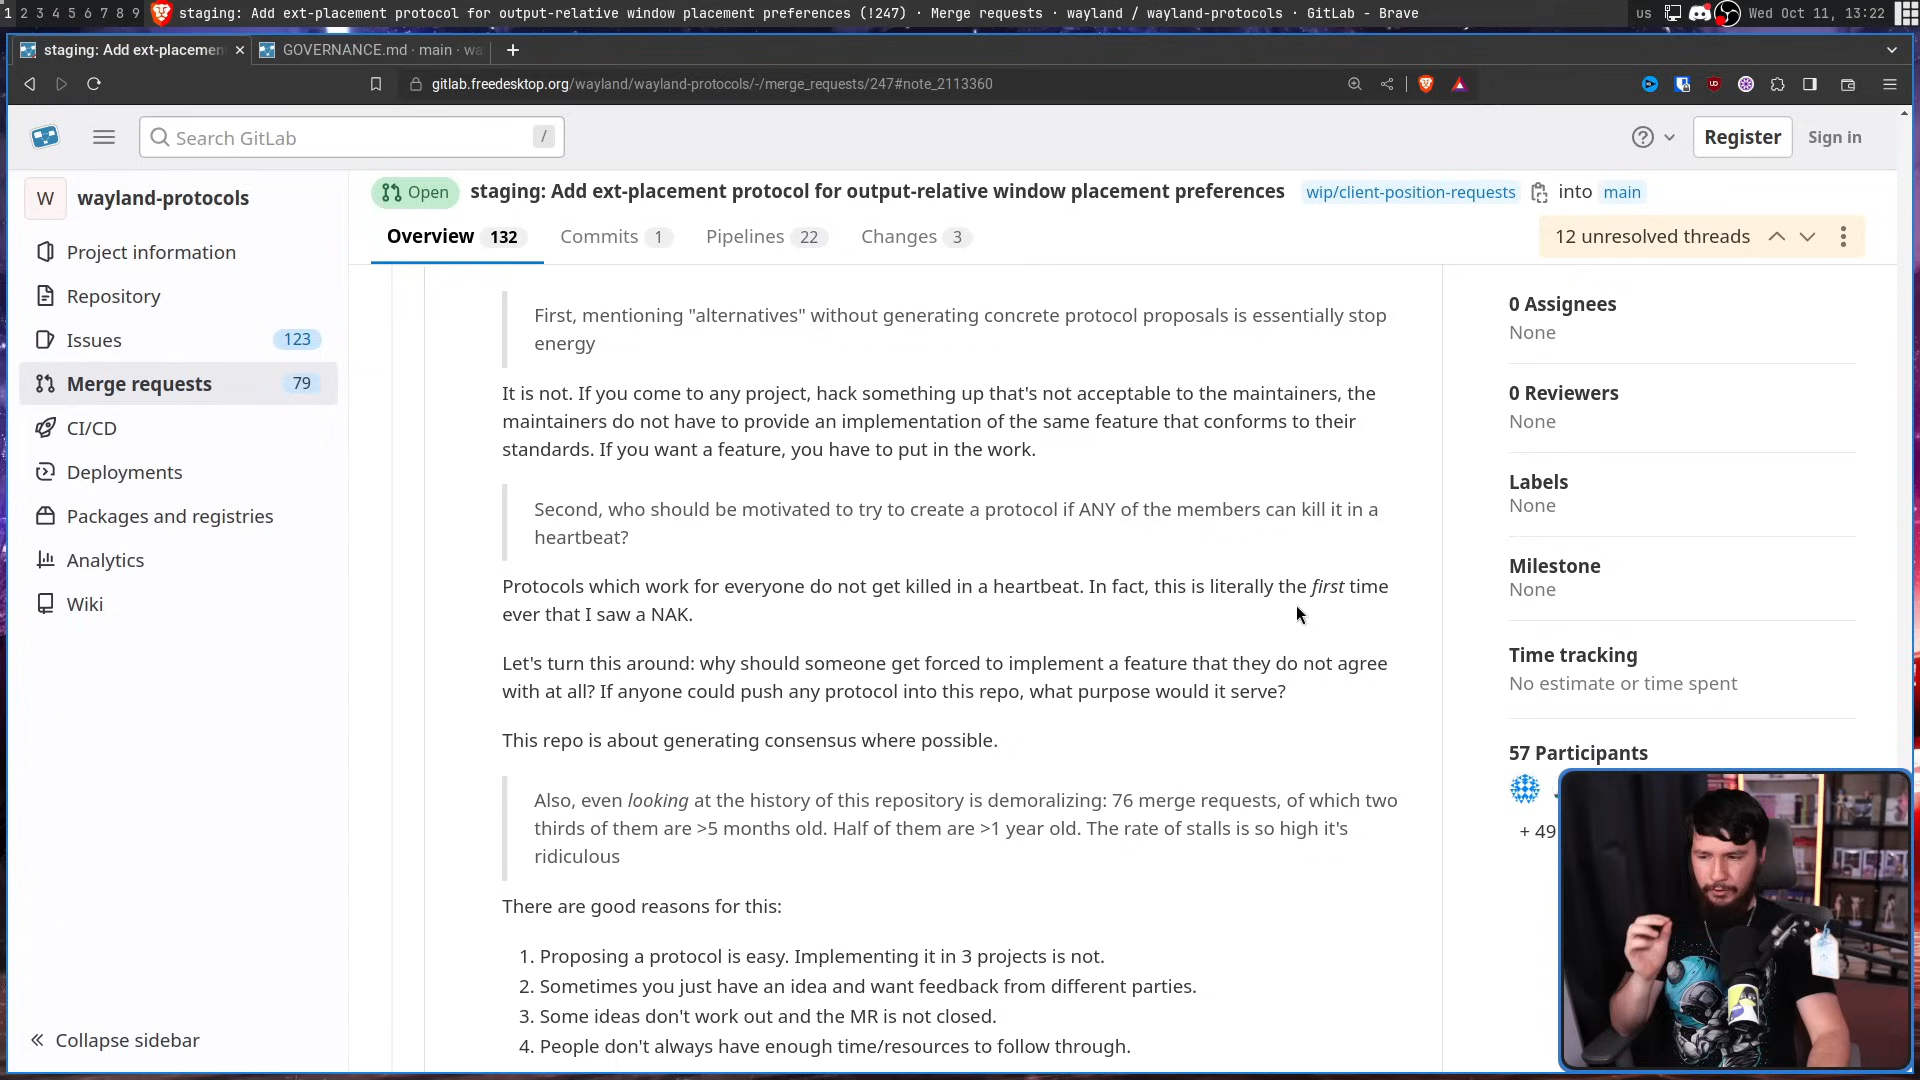 1 2 3 4 5 6 7 8 9 staging: Add ext-placement protocol for output-relative window placement preferences (!247) · Merge requests · wayland / wayland-protocols · GitLab - Brave us Wed Oct 11, 13:22
staging: Add ext-placemen × GOVERNANCE.md · main · wa +
gitlab.freedesktop.org/wayland/wayland-protocols/-/merge_requests/247#note_2113360
Search GitLab / Register Sign in
W wayland-protocols
Project information
Repository
Issues 123
Merge requests 79
CI/CD
Deployments
Packages and registries
Analytics
Wiki
Collapse sidebar
Open staging: Add ext-placement protocol for output-relative window placement preferences wip/client-position-requests into main
Overview 132 Commits 1 Pipelines 22 Changes 3 12 unresolved threads
First, mentioning "alternatives" without generating concrete protocol proposals is essentially stop
energy
It is not. If you come to any project, hack something up that's not acceptable to the maintainers, the
maintainers do not have to provide an implementation of the same feature that conforms to their
standards. If you want a feature, you have to put in the work.
Second, who should be motivated to try to create a protocol if ANY of the members can kill it in a
heartbeat?
Protocols which work for everyone do not get killed in a heartbeat. In fact, this is literally the first time
ever that I saw a NAK.
Let's turn this around: why should someone get forced to implement a feature that they do not agree
with at all? If anyone could push any protocol into this repo, what purpose would it serve?
This repo is about generating consensus where possible.
Also, even looking at the history of this repository is demoralizing: 76 merge requests, of which two
thirds of them are >5 months old. Half of them are >1 year old. The rate of stalls is so high it's
ridiculous
There are good reasons for this:
1. Proposing a protocol is easy. Implementing it in 3 projects is not.
2. Sometimes you just have an idea and want feedback from different parties.
3. Some ideas don't work out and the MR is not closed.
4. People don't always have enough time/resources to follow through.
0 Assignees
None
0 Reviewers
None
Labels
None
Milestone
None
Time tracking
No estimate or time spent
57 Participants
+ 49